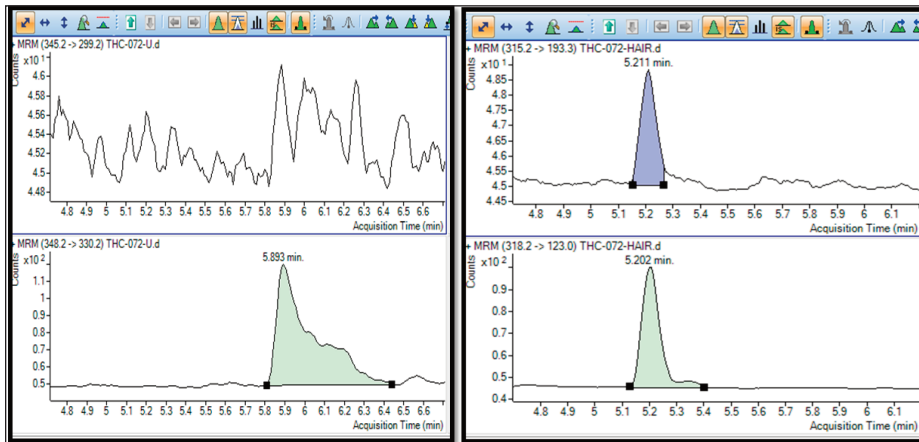 + MRM (345.2 -> 299.2) THC-072-U.d
Counts
x10¹
4.6
4.58
4.56
4.54
4.52
4.5
4.48
4.8 4.9 5 5.1 5.2 5.3 5.4 5.5 5.6 5.7 5.8 5.9 6 6.1 6.2 6.3 6.4 6.5 6.6
Acquisition Time (min)
+ MRM (348.2 -> 330.2) THC-072-U.d
Counts
x10²
5.893 min.
1.1
1
0.9
0.8
0.7
0.6
0.5
4.8 4.9 5 5.1 5.2 5.3 5.4 5.5 5.6 5.7 5.8 5.9 6 6.1 6.2 6.3 6.4 6.5 6.6
Acquisition Time (min)
+ MRM (315.2 -> 193.3) THC-072-HAIR.d
Counts
x10¹
5.211 min.
4.85
4.8
4.75
4.7
4.65
4.6
4.55
4.5
4.45
4.8 4.9 5 5.1 5.2 5.3 5.4 5.5 5.6 5.7 5.8 5.9 6 6.1
Acquisition Time (min)
+ MRM (318.2 -> 123.0) THC-072-HAIR.d
Counts
x10²
5.202 min.
0.9
0.8
0.7
0.6
0.5
0.4
4.8 4.9 5 5.1 5.2 5.3 5.4 5.5 5.6 5.7 5.8 5.9 6 6.1
Acquisition Time (min)